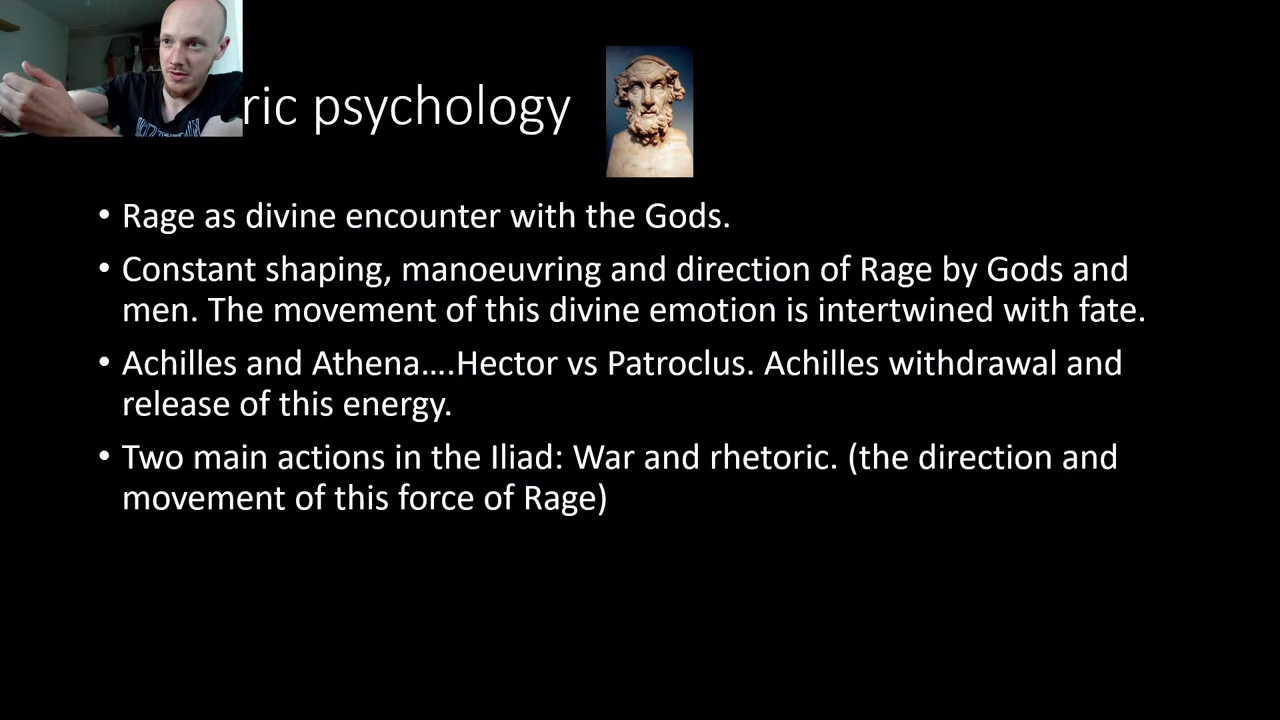 ric psychology
• Rage as divine encounter with the Gods.
• Constant shaping, manoeuvring and direction of Rage by Gods and
men. The movement of this divine emotion is intertwined with fate.
• Achilles and Athena….Hector vs Patroclus. Achilles withdrawal and
release of this energy.
• Two main actions in the Iliad: War and rhetoric. (the direction and
movement of this force of Rage)